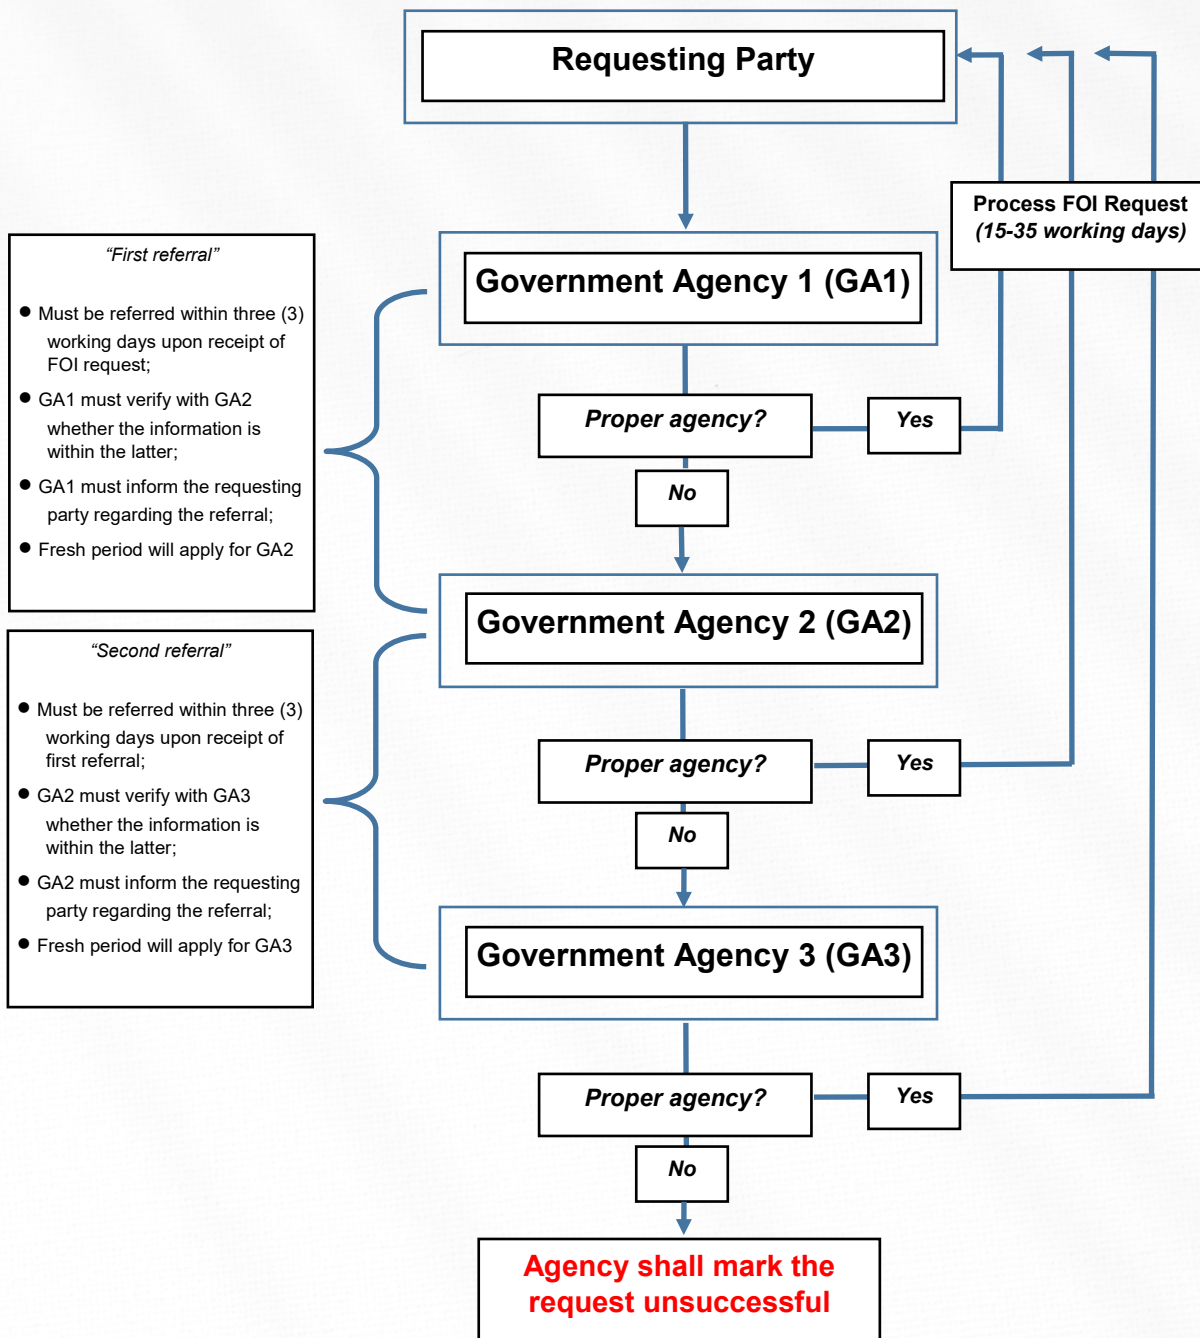 Requesting Party
Process FOI Request
(15-35 working days)
“First referral”
● Must be referred within three (3)
working days upon receipt of
FOI request;
● GA1 must verify with GA2
whether the information is
within the latter;
● GA1 must inform the requesting
party regarding the referral;
● Fresh period will apply for GA2
Government Agency 1 (GA1)
Proper agency?
Yes
No
Government Agency 2 (GA2)
“Second referral”
● Must be referred within three (3)
working days upon receipt of
first referral;
● GA2 must verify with GA3
whether the information is
within the latter;
● GA2 must inform the requesting
party regarding the referral;
● Fresh period will apply for GA3
Proper agency?
Yes
No
Government Agency 3 (GA3)
Proper agency?
Yes
No
Agency shall mark the
request unsuccessful